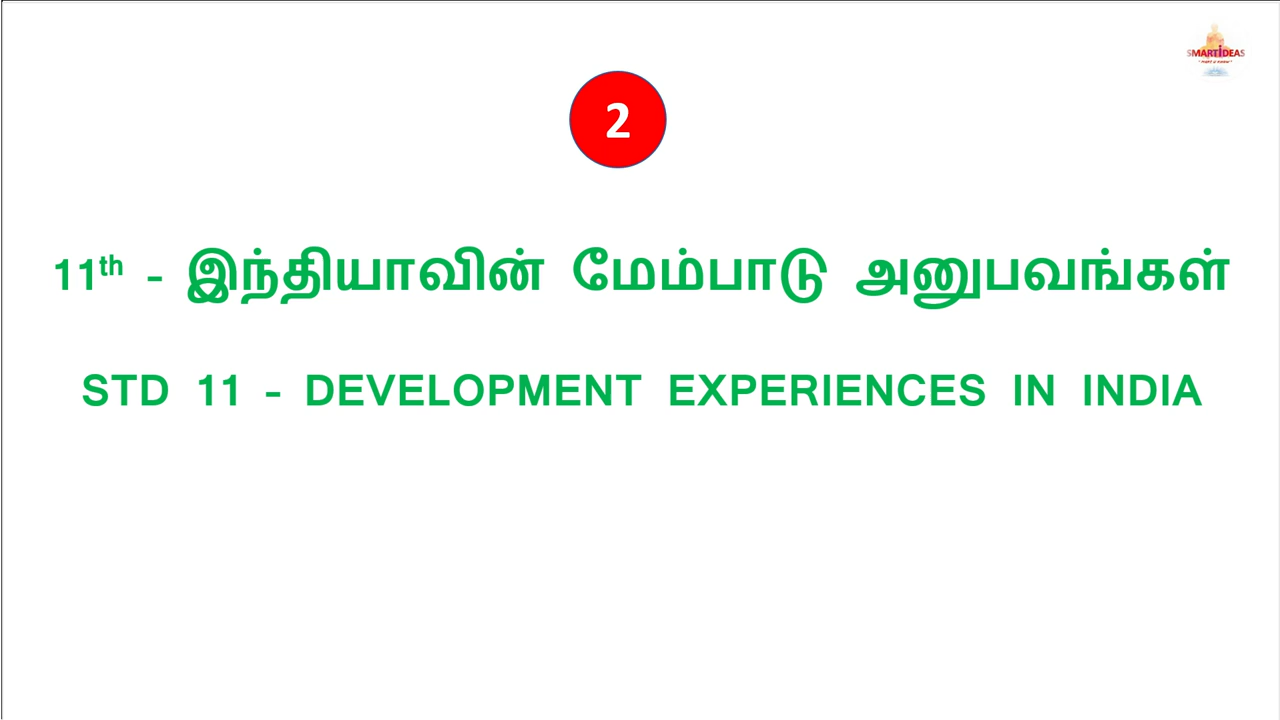 SMARTiDEAS
2
11th - இந்தியாவின் மேம்பாடு அனுபவங்கள்
STD 11 - DEVELOPMENT EXPERIENCES IN INDIA